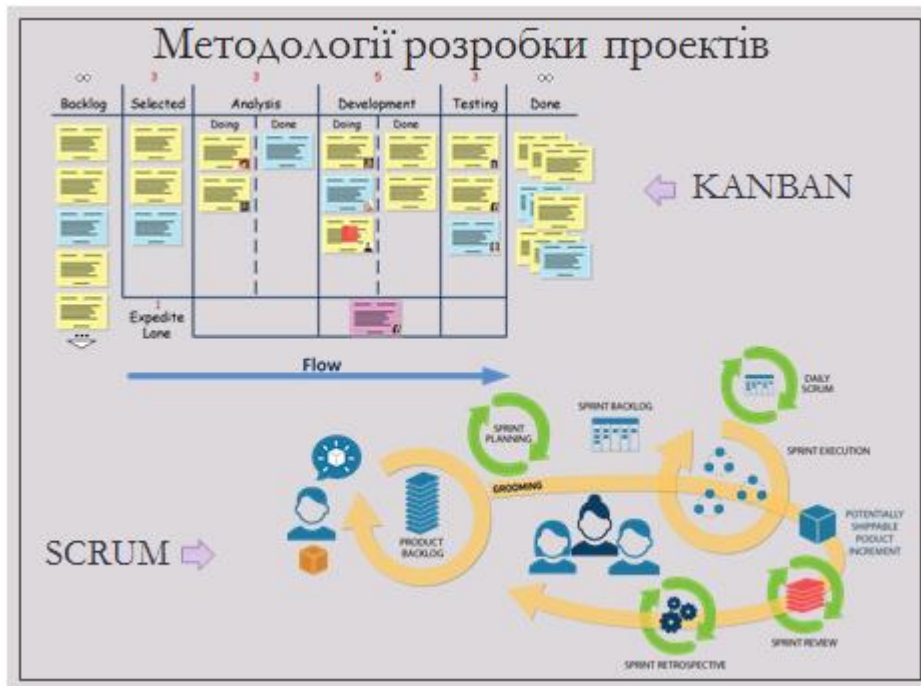 Методології розробки проектів
∞ 3 3 5 3 ∞
Backlog Selected Analysis Development Testing Done
Doing Done Doing Done
KANBAN
...
1
Expedite
Lane
Flow
DAILY
SCRUM
SPRINT BACKLOG
SPRINT
PLANNING
SPRINT EXECUTION
GROOMING
POTENTIALLY
SHIPPABLE
PODUCT
INCREMENT
PRODUCT
BACKLOG
SCRUM
SPRINT REVIEW
SPRINT RETROSPECTIVE